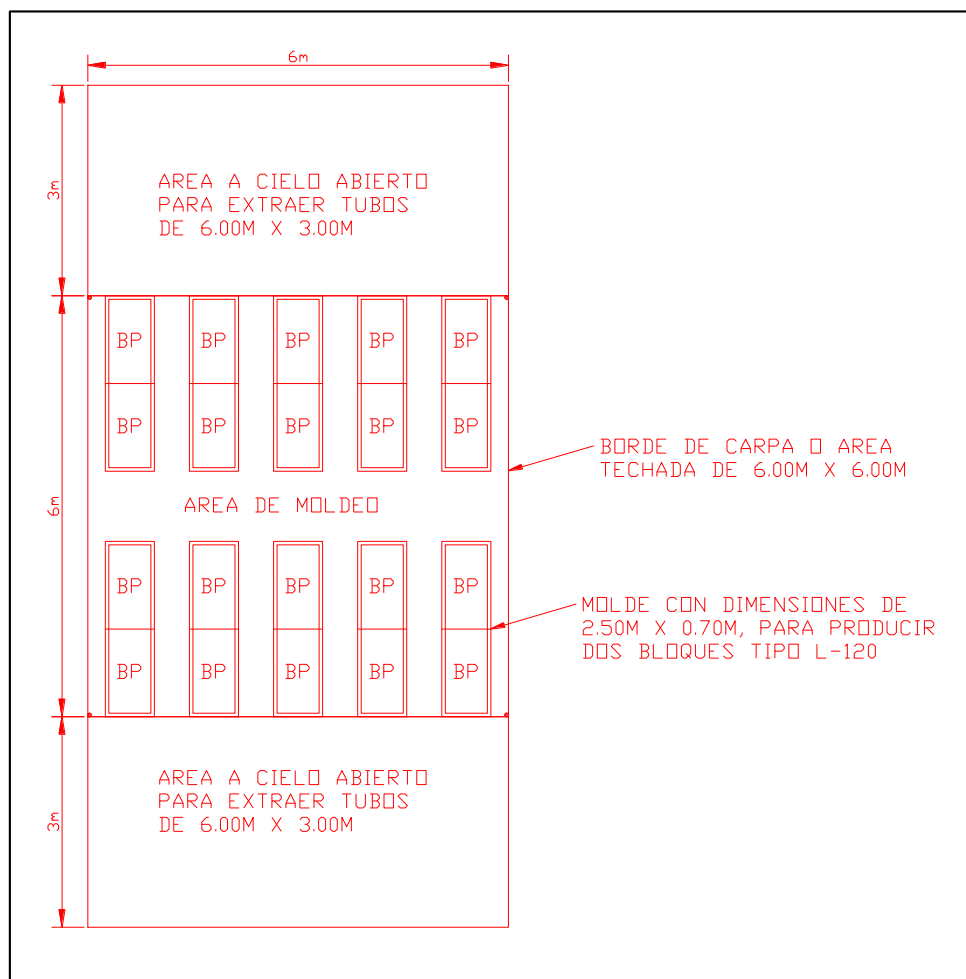 6m
3m
AREA A CIELO ABIERTO
PARA EXTRAER TUBOS
DE 6.00M X 3.00M
BP BP BP BP BP
BP BP BP BP BP
BORDE DE CARPA O AREA
TECHADA DE 6.00M X 6.00M
6m
AREA DE MOLDEO
BP BP BP BP BP
MOLDE CON DIMENSIONES DE
2.50M X 0.70M, PARA PRODUCIR
DOS BLOQUES TIPO L-120
BP BP BP BP BP
3m
AREA A CIELO ABIERTO
PARA EXTRAER TUBOS
DE 6.00M X 3.00M